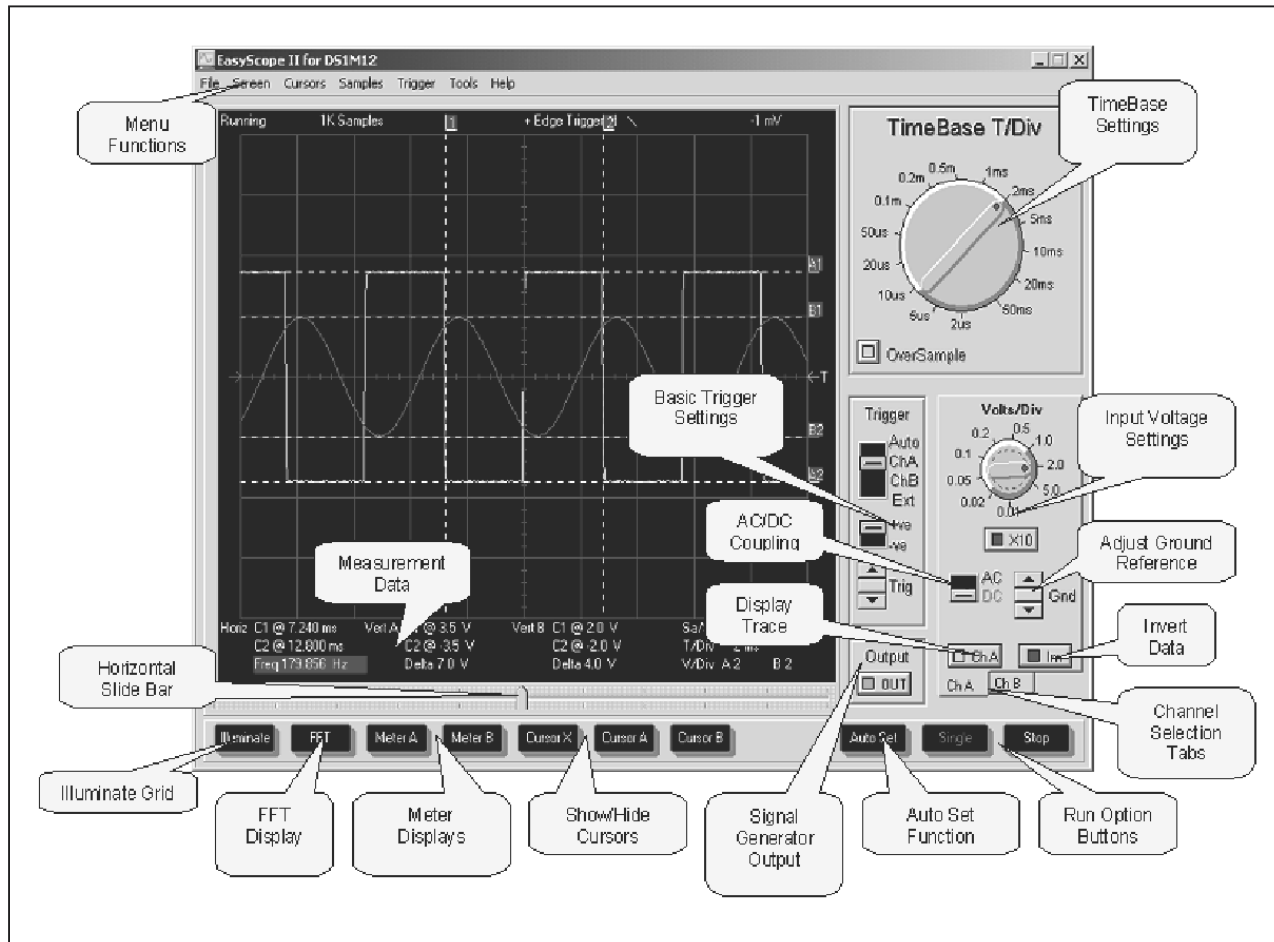 EasyScope II for DS1M12
File Screen Cursors Samples Trigger Tools Help
Menu
Functions
Running 1K Samples 1 + Edge Trigger 2 -1 mV
A1
B1
T
B2
A2
TimeBase T/Div
0.5m
1ms
0.2m
2ms
0.1m
5ms
50us
10ms
20us
20ms
10us
50ms
5us
2us
OverSample
TimeBase
Settings
Basic Trigger
Settings
Trigger
Auto
ChA
ChB
Ext
+ve
-ve
Trig
Volts/Div
0.5
0.2
1.0
0.1
2.0
0.05
5.0
0.02
0.01
X10
AC
DC
Gnd
Input Voltage
Settings
AC/DC
Coupling
Adjust Ground
Reference
Measurement
Data
Display
Trace
Invert
Data
Horiz C1 @ 7.240 ms Vert A @ 3.5 V Vert B C1 @ 2.0 V
C2 @ 12.800 ms C2 @ -3.5 V C2 @ -2.0 V T/Div
Freq 179.856 Hz Delta 7.0 V Delta 4.0 V V/Div A 2 B 2
Output
OUT
Ch A
Ch A
Ch B
Horizontal
Slide Bar
Channel
Selection
Tabs
Illuminate FFT Meter A Meter B Cursor X Cursor A Cursor B Auto Set Single Stop
Illuminate Grid
FFT
Display
Meter
Displays
Show/Hide
Cursors
Signal
Generator
Output
Auto Set
Function
Run Option
Buttons